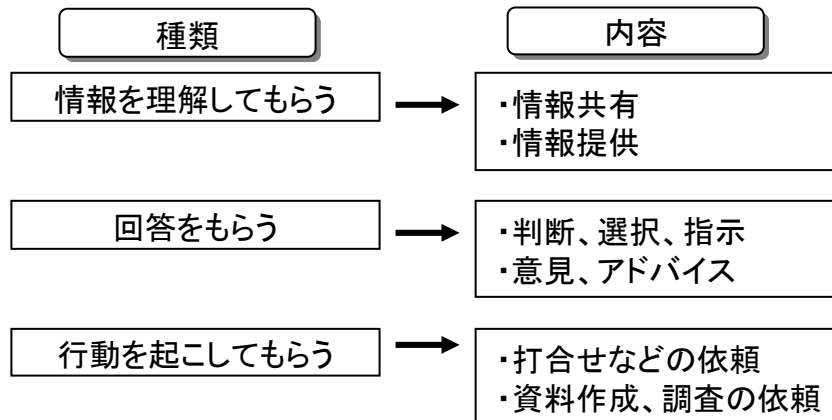 種類
内容
情報を理解してもらう
・情報共有
・情報提供
回答をもらう
・判断、選択、指示
・意見、アドバイス
行動を起こしてもらう
・打合せなどの依頼
・資料作成、調査の依頼